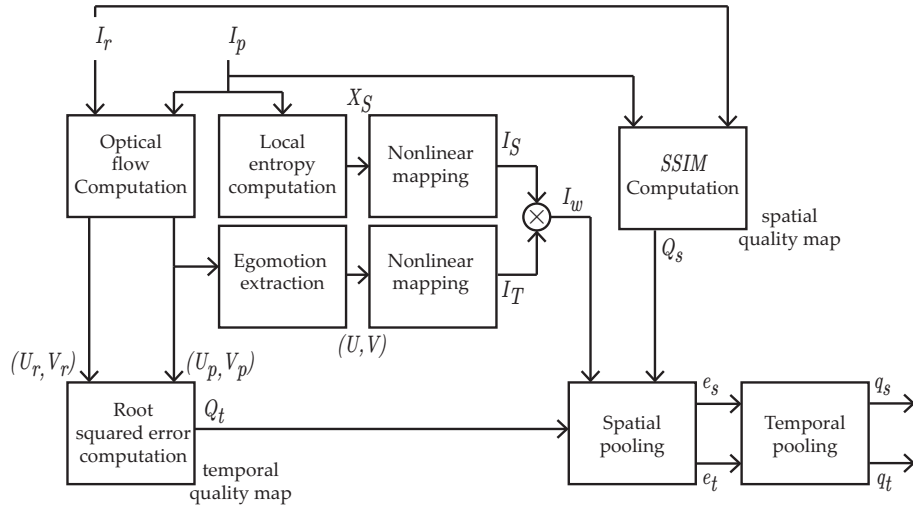 I_r
I_p
Optical
flow
Computation
Local
entropy
computation
X_S
Nonlinear
mapping
I_S
SSIM
Computation
I_w
⊗
spatial
quality map
Q_s
Egomotion
extraction
Nonlinear
mapping
I_T
(U,V)
(U_r,V_r)
(U_p,V_p)
Root
squared error
computation
Q_t
temporal
quality map
Spatial
pooling
e_s
e_t
Temporal
pooling
q_s
q_t